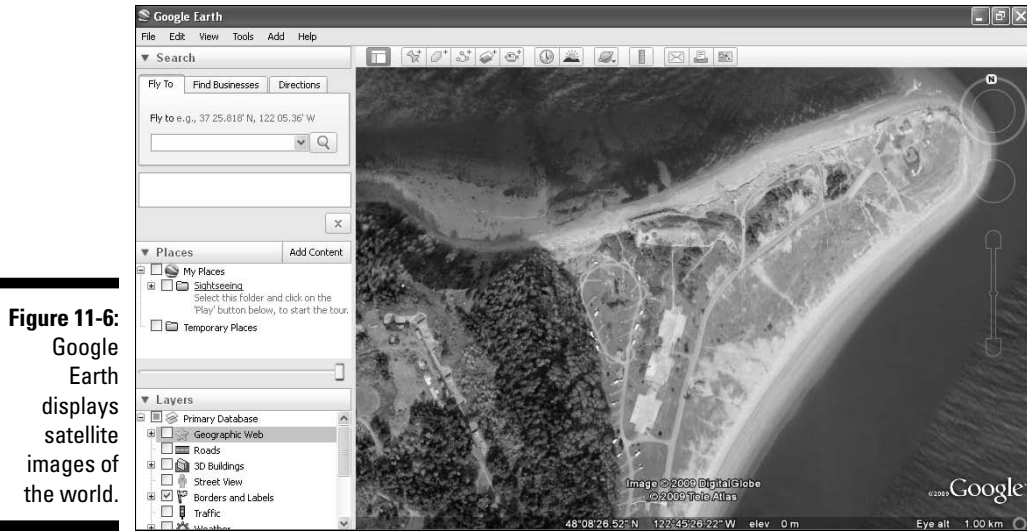 Google Earth
File Edit View Tools Add Help
▼ Search
Fly To Find Businesses Directions
Fly to e.g., 37 25.818' N, 122 05.36' W
▼ Places Add Content
My Places
Sightseeing
Select this folder and click on the
'Play' button below, to start the tour.
Temporary Places
▼ Layers
Primary Database
Geographic Web
Roads
3D Buildings
Street View
Borders and Labels
Traffic
Weather
N
Image © 2009 DigitalGlobe
© 2009 Tele Atlas
©2009 Google
48°08'26.52" N 122°45'26.22" W elev 0 m Eye alt 1.00 km
Figure 11-6:
Google
Earth
displays
satellite
images of
the world.